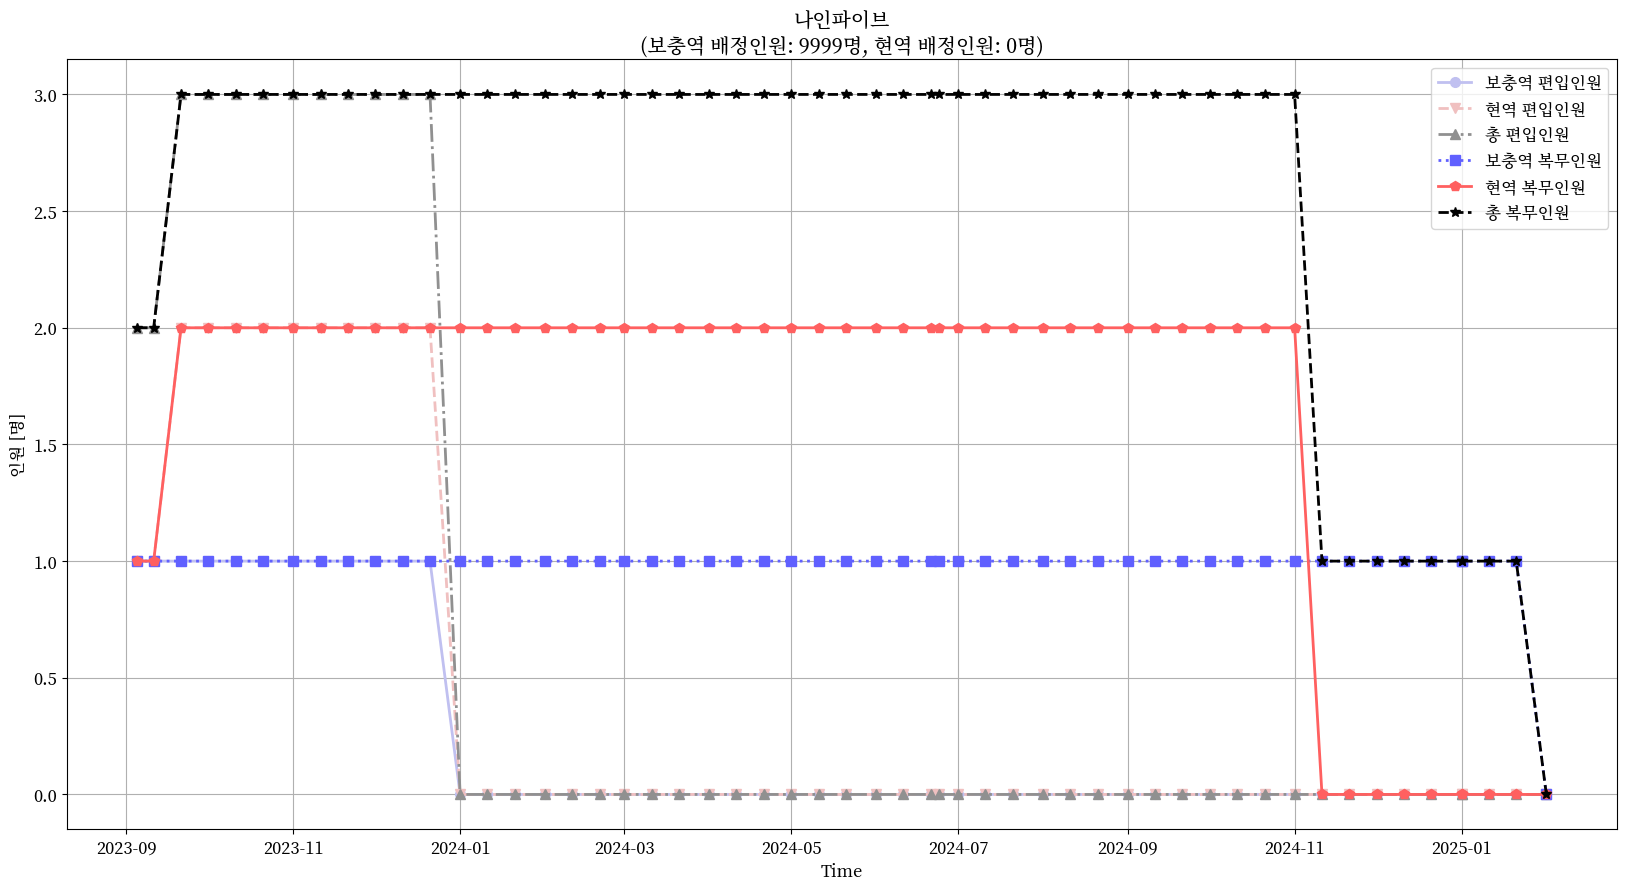 나인파이브
(보충역 배정인원: 9999명, 현역 배정인원: 0명)
보충역 편입인원
현역 편입인원
총 편입인원
보충역 복무인원
현역 복무인원
총 복무인원
인원 [명]
3.0
2.5
2.0
1.5
1.0
0.5
0.0
2023-09
2023-11
2024-01
2024-03
2024-05
2024-07
2024-09
2024-11
2025-01
Time